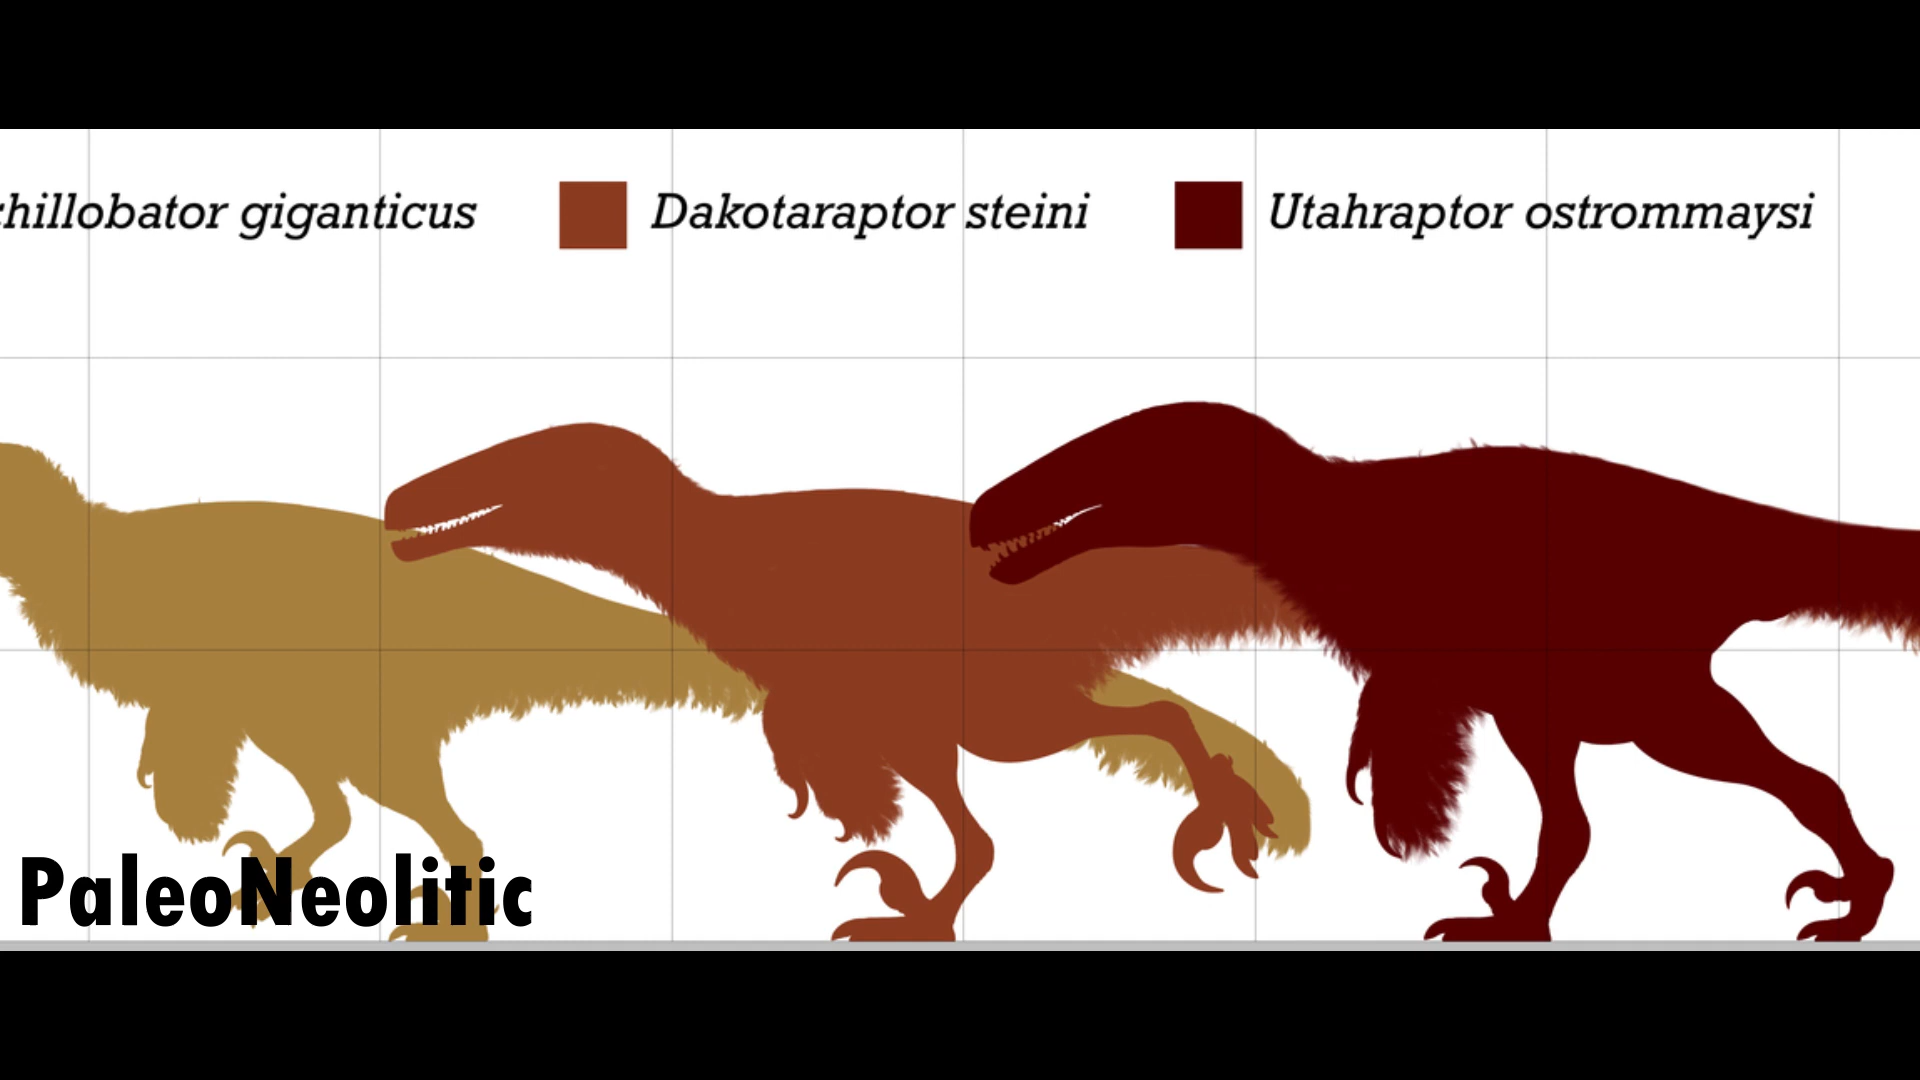 hillobator giganticus
Dakotaraptor steini
Utahraptor ostrommaysi
PaleoNeolitic